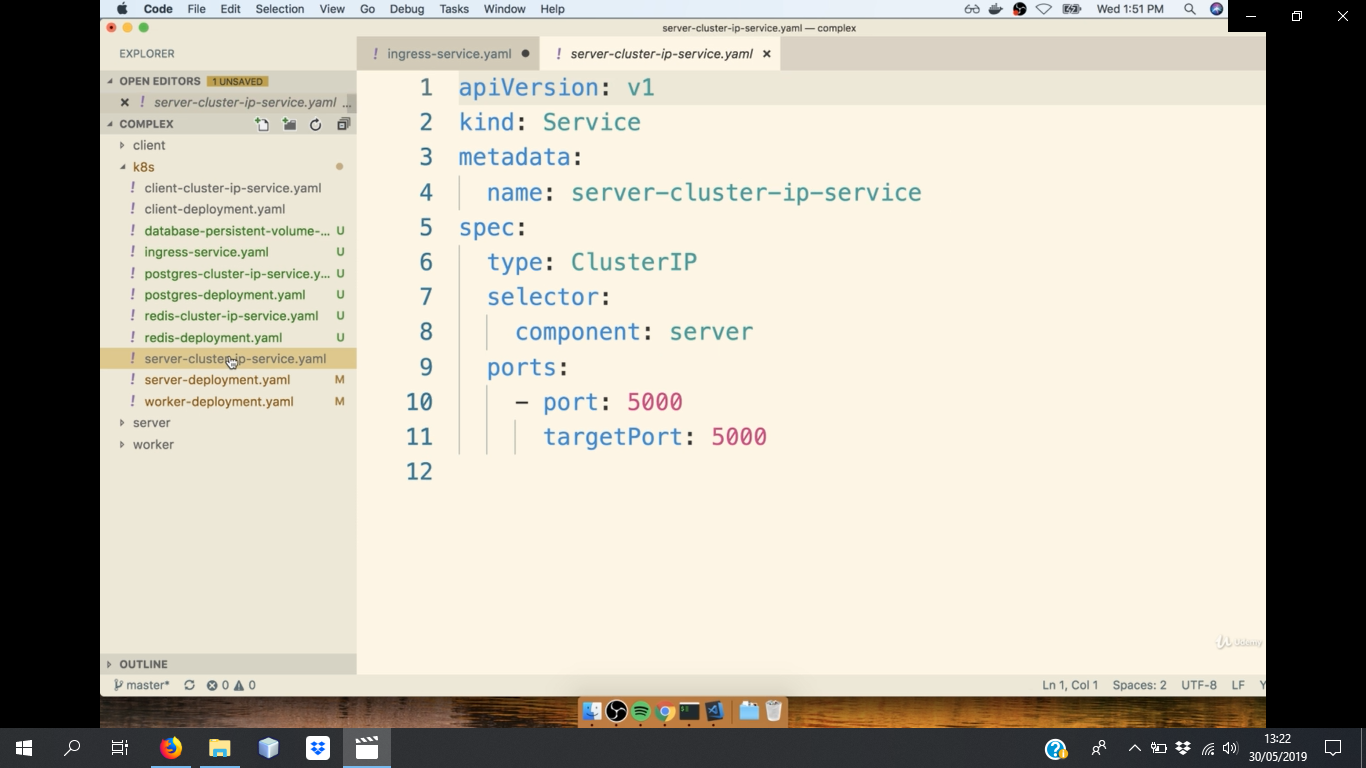 Code File Edit Selection View Go Debug Tasks Window Help
Wed 1:51 PM
server-cluster-ip-service.yaml — complex
EXPLORER
! ingress-service.yaml
! server-cluster-ip-service.yaml
OPEN EDITORS 1 UNSAVED
! server-cluster-ip-service.yaml ...
COMPLEX
client
k8s
! client-cluster-ip-service.yaml
! client-deployment.yaml
! database-persistent-volume-... U
! ingress-service.yaml U
! postgres-cluster-ip-service.y... U
! postgres-deployment.yaml U
! redis-cluster-ip-service.yaml U
! redis-deployment.yaml U
! server-cluster-ip-service.yaml
! server-deployment.yaml M
! worker-deployment.yaml M
server
worker
OUTLINE
1 apiVersion: v1
2 kind: Service
3 metadata:
4 name: server-cluster-ip-service
5 spec:
6 type: ClusterIP
7 selector:
8 component: server
9 ports:
10 - port: 5000
11 targetPort: 5000
12
Udemy
master* 0 0
Ln 1, Col 1 Spaces: 2 UTF-8 LF Y
13:22
30/05/2019